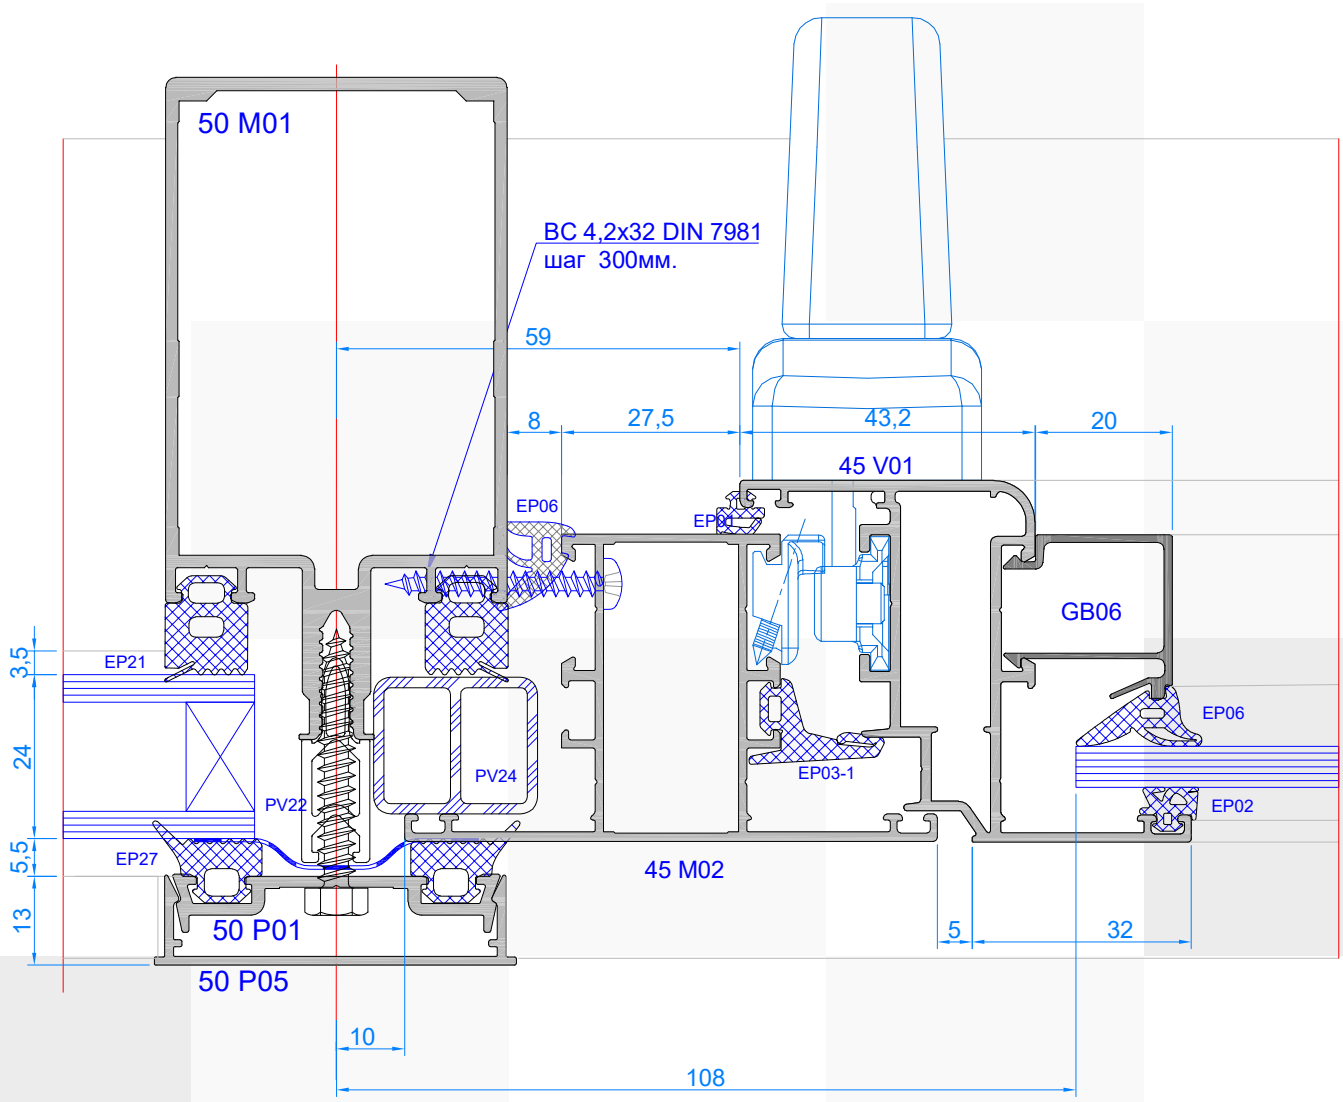 50 M01
ВС 4,2x32 DIN 7981
шаг 300мм.
59
8
27,5
43,2
20
45 V01
EP06
EP01
GB06
3,5
EP21
EP06
24
PV24
EP03-1
PV22
EP02
5,5
EP27
45 M02
13
50 P01
5
32
50 P05
10
108